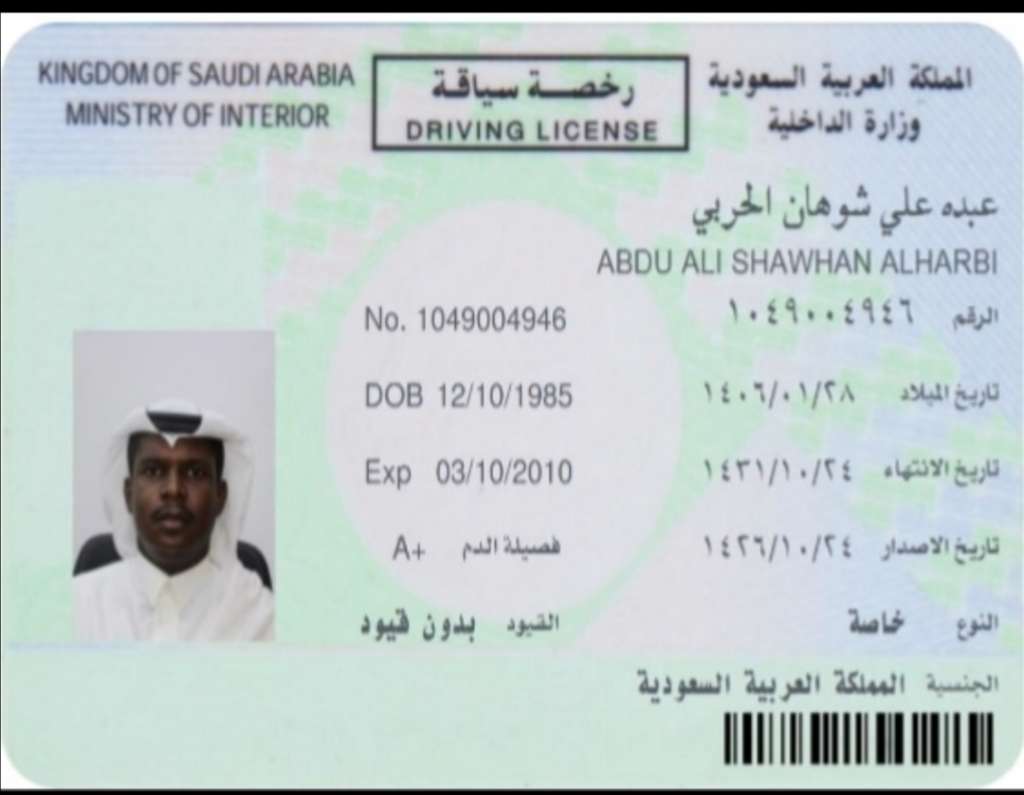 KINGDOM OF SAUDI ARABIA
MINISTRY OF INTERIOR
رخصة سياقة
DRIVING LICENSE
المملكة العربية السعودية
وزارة الداخلية
عبده علي شوهان الحربي
ABDU ALI SHAWHAN ALHARBI
No. 1049004946
الرقم ١٠٤٩٠٠٤٩٤٦
DOB 12/10/1985
تاريخ الميلاد ١٤٠٦/٠١/٢٨
Exp 03/10/2010
تاريخ الانتهاء ١٤٣١/١٠/٢٤
فصيلة الدم A+
تاريخ الاصدار ١٤٢٦/١٠/٢٤
القيود بدون قيود
النوع خاصة
الجنسية المملكة العربية السعودية